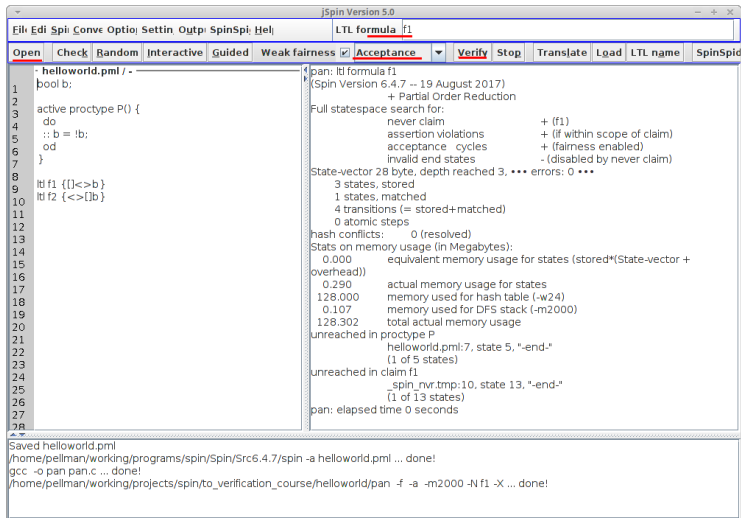 jSpin Version 5.0
File Edi Spin Conve Option Settin Outpu SpinSpi Help LTL formula f1
Open Check Random Interactive Guided Weak fairness Acceptance Verify Stop Translate Load LTL name SpinSpid
helloworld.pml / -
1 bool b;
2
3 active proctype P() {
4 do
5 :: b = !b;
6 od
7 }
8
9 ltl f1 {[]<>b}
10 ltl f2 {<>[]b}
11
12
13
14
15
16
17
18
19
20
21
22
23
24
25
26
27
28
pan: ltl formula f1
(Spin Version 6.4.7 -- 19 August 2017)
+ Partial Order Reduction
Full statespace search for:
never claim + (f1)
assertion violations + (if within scope of claim)
acceptance cycles + (fairness enabled)
invalid end states - (disabled by never claim)
State-vector 28 byte, depth reached 3, ••• errors: 0 •••
3 states, stored
1 states, matched
4 transitions (= stored+matched)
0 atomic steps
hash conflicts: 0 (resolved)
Stats on memory usage (in Megabytes):
0.000 equivalent memory usage for states (stored*(State-vector +
overhead))
0.290 actual memory usage for states
128.000 memory used for hash table (-w24)
0.107 memory used for DFS stack (-m2000)
128.302 total actual memory usage
unreached in proctype P
helloworld.pml:7, state 5, "-end-"
(1 of 5 states)
unreached in claim f1
_spin_nvr.tmp:10, state 13, "-end-"
(1 of 13 states)
pan: elapsed time 0 seconds
Saved helloworld.pml
/home/pellman/working/programs/spin/Spin/Src6.4.7/spin -a helloworld.pml ... done!
gcc -o pan pan.c ... done!
/home/pellman/working/projects/spin/to_verification_course/helloworld/pan -f -a -m2000 -N f1 -X ... done!